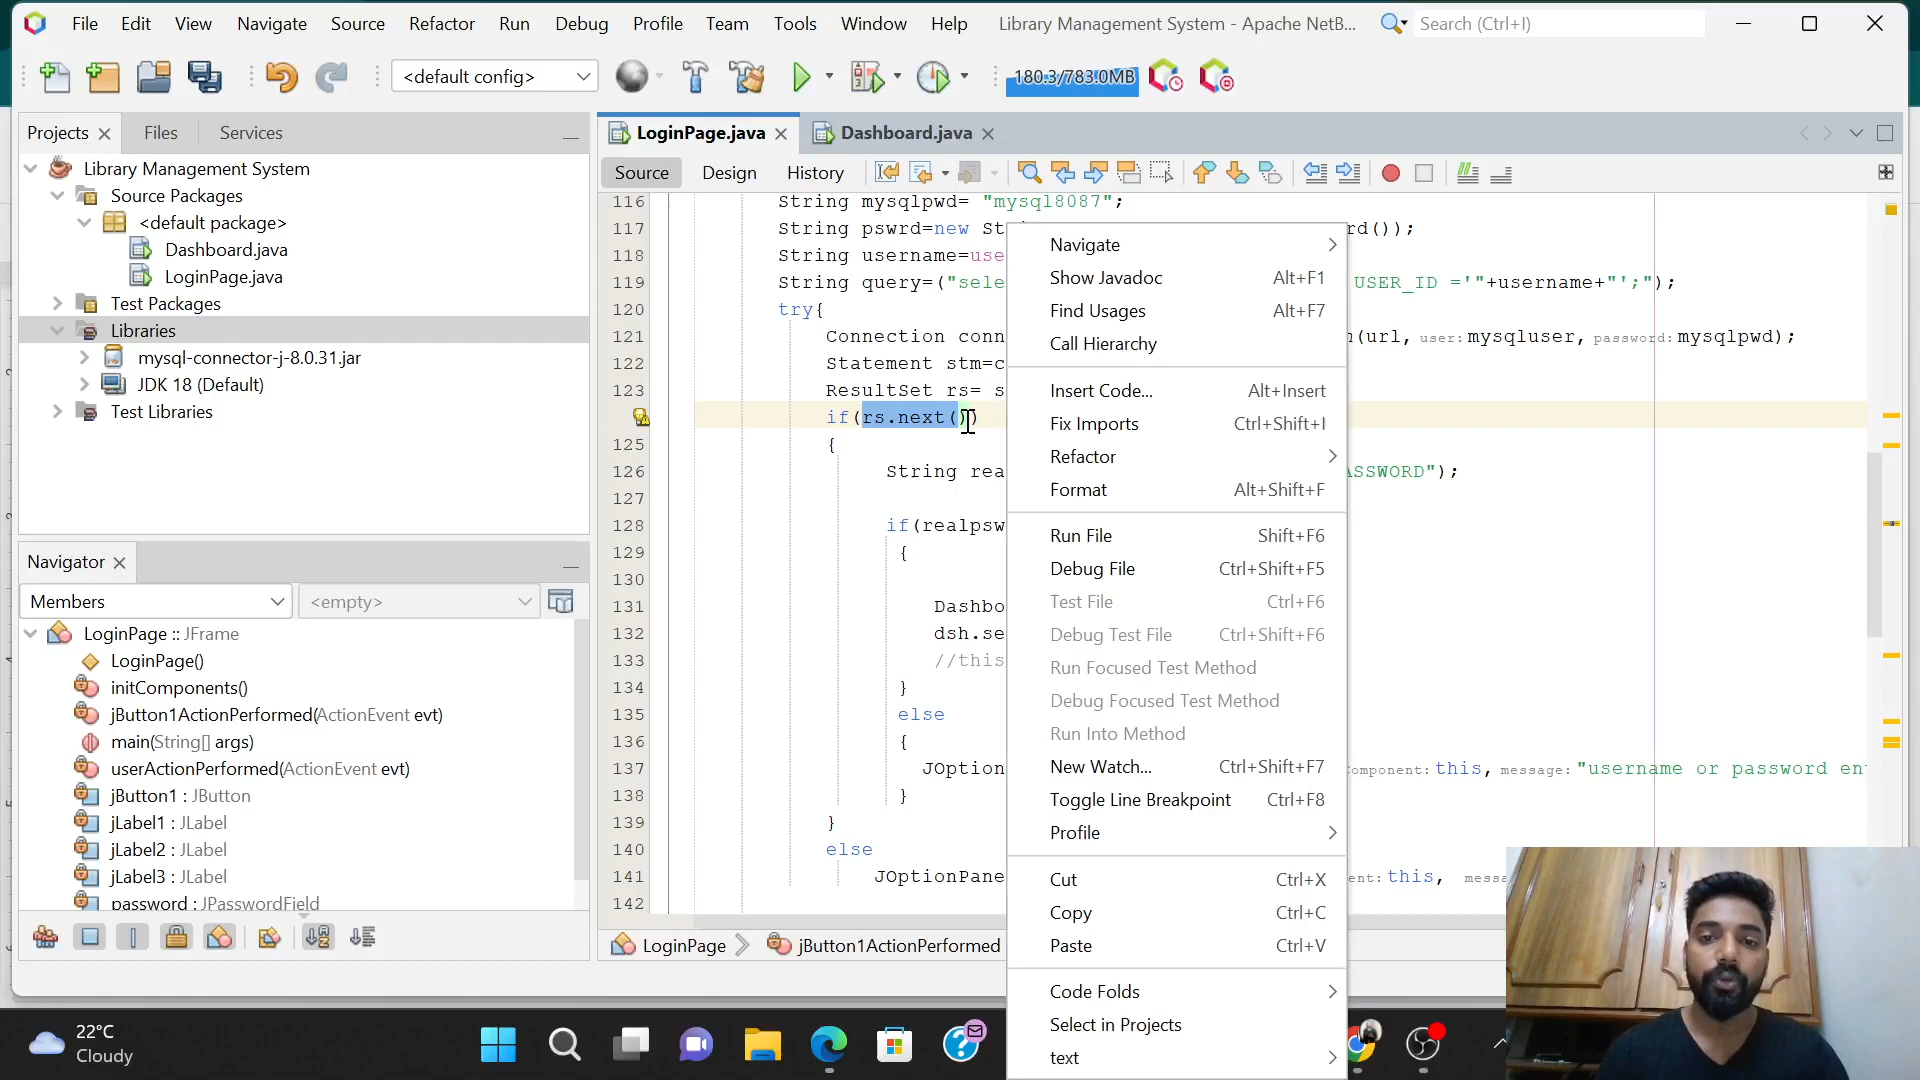 File Edit View Navigate Source Refactor Run Debug Profile Team Tools Window Help Library Management System - Apache NetB... Search (Ctrl+I)
<default config> 180.3/783.0MB
Projects Files Services
LoginPage.java Dashboard.java
Source Design History
Library Management System
Source Packages
<default package>
Dashboard.java
LoginPage.java
Test Packages
Libraries
mysql-connector-j-8.0.31.jar
JDK 18 (Default)
Test Libraries
Navigator
Members <empty>
LoginPage :: JFrame
LoginPage()
initComponents()
jButton1ActionPerformed(ActionEvent evt)
main(String[] args)
userActionPerformed(ActionEvent evt)
jButton1 : JButton
jLabel1 : JLabel
jLabel2 : JLabel
jLabel3 : JLabel
password : JPasswordField
116 String mysqlpwd= "mysql8087";
117 String pswrd=new St rd());
118 String username=use
119 String query=("sele USER_ID ='"+username+"';");
120 try{
121 Connection conn n(url, user: mysqluser, password: mysqlpwd);
122 Statement stm=c
123 ResultSet rs= s
if(rs.next())
125 {
126 String rea ASSWORD");
127
128 if(realpsw
129 {
130
131 Dashbo
132 dsh.se
133 //this
134 }
135 else
136 {
137 JOption Component: this, message: "username or password en
138 }
139 }
140 else
141 JOptionPane ent: this, messa
142
LoginPage jButton1ActionPerformed
Navigate
Show Javadoc Alt+F1
Find Usages Alt+F7
Call Hierarchy
Insert Code... Alt+Insert
Fix Imports Ctrl+Shift+I
Refactor
Format Alt+Shift+F
Run File Shift+F6
Debug File Ctrl+Shift+F5
Test File Ctrl+F6
Debug Test File Ctrl+Shift+F6
Run Focused Test Method
Debug Focused Test Method
Run Into Method
New Watch... Ctrl+Shift+F7
Toggle Line Breakpoint Ctrl+F8
Profile
Cut Ctrl+X
Copy Ctrl+C
Paste Ctrl+V
Code Folds
Select in Projects
text
22°C
Cloudy